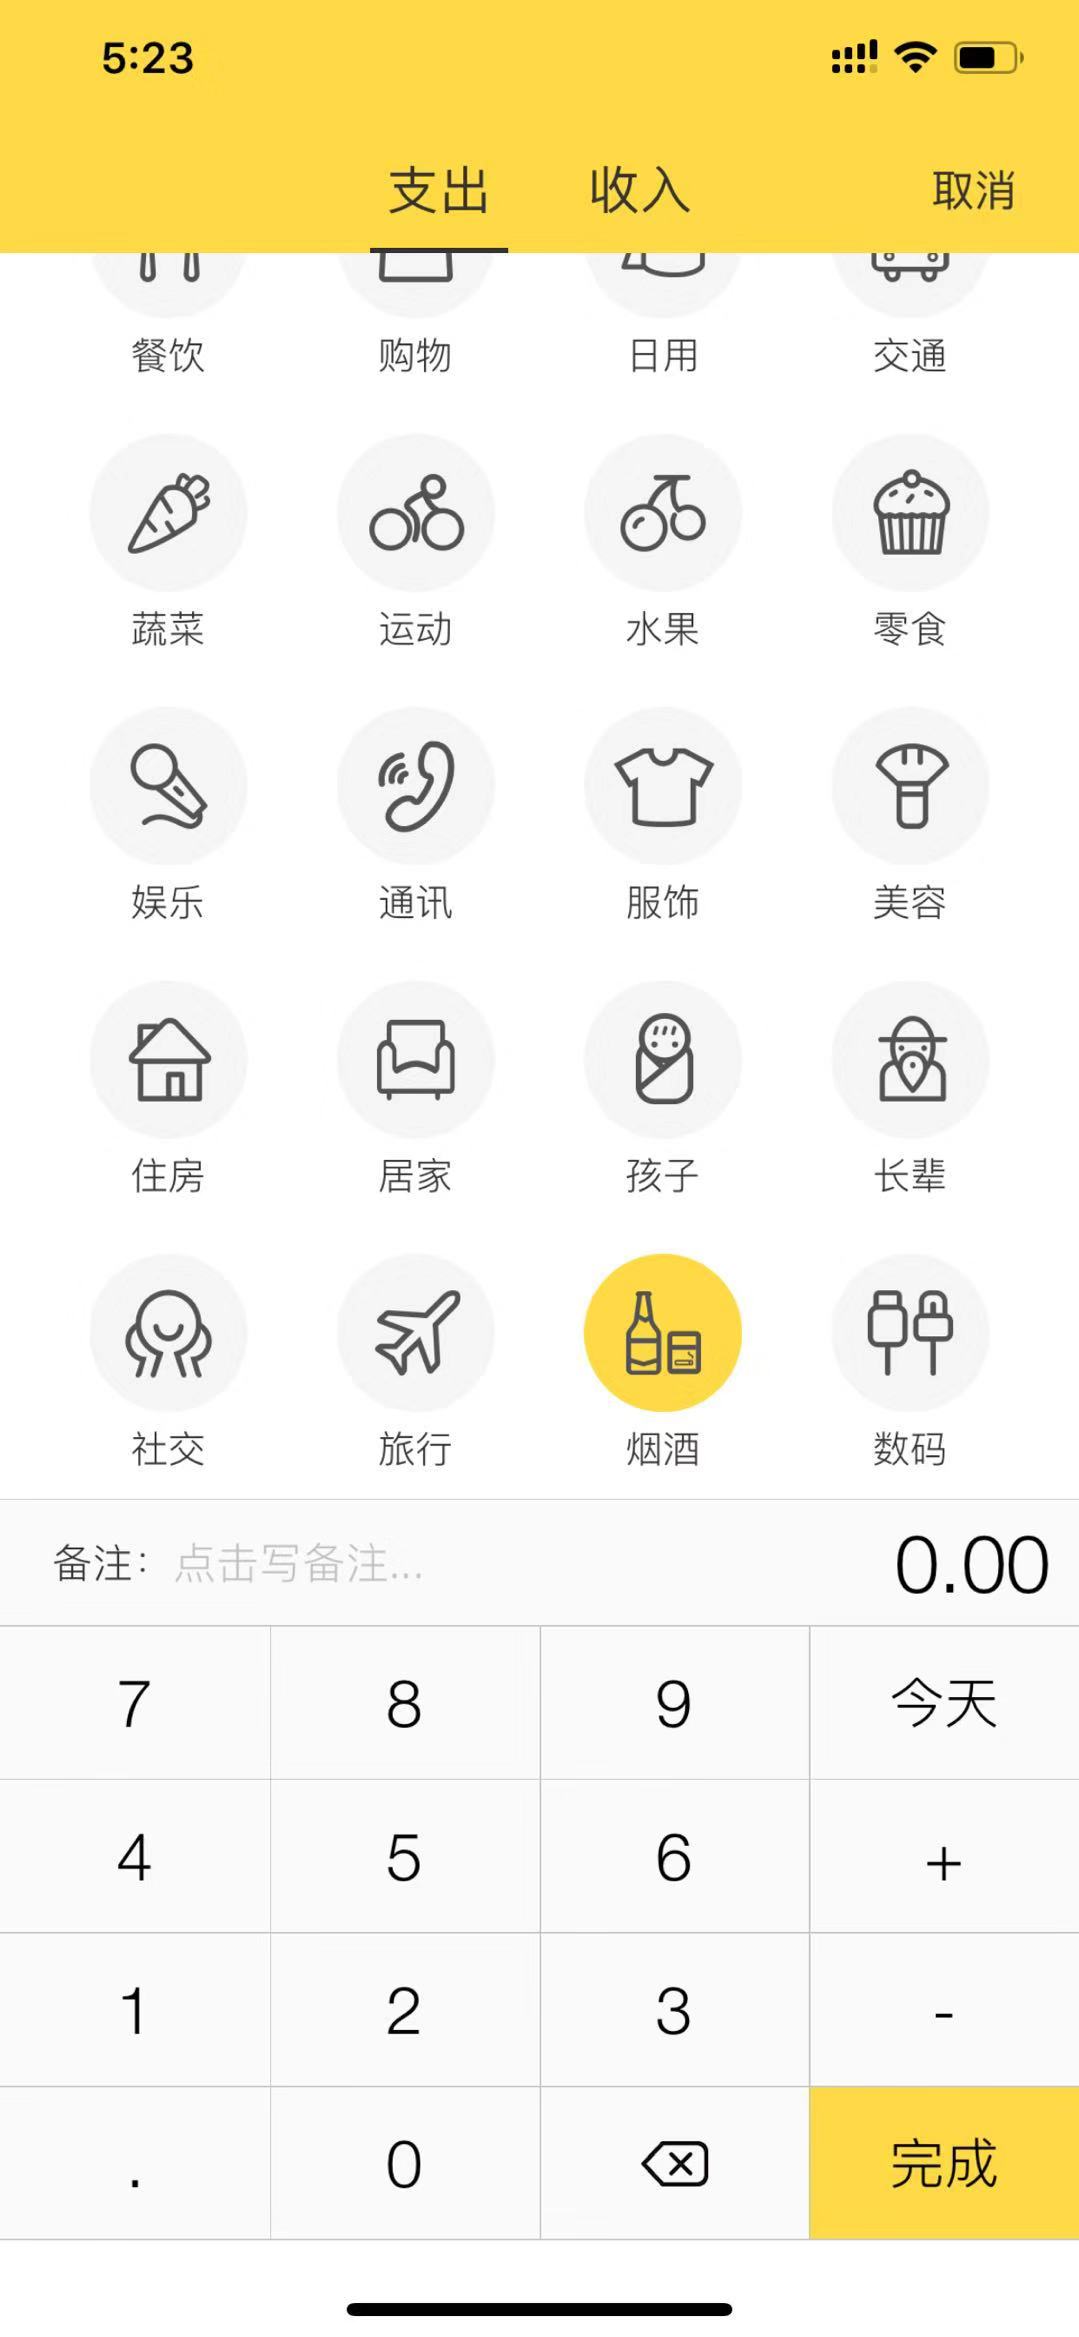 5:23
支出 收入 取消
餐饮 购物 日用 交通
蔬菜 运动 水果 零食
娱乐 通讯 服饰 美容
住房 居家 孩子 长辈
社交 旅行 烟酒 数码
备注：点击写备注... 0.00
7 8 9 今天
4 5 6 +
1 2 3 -
. 0 完成